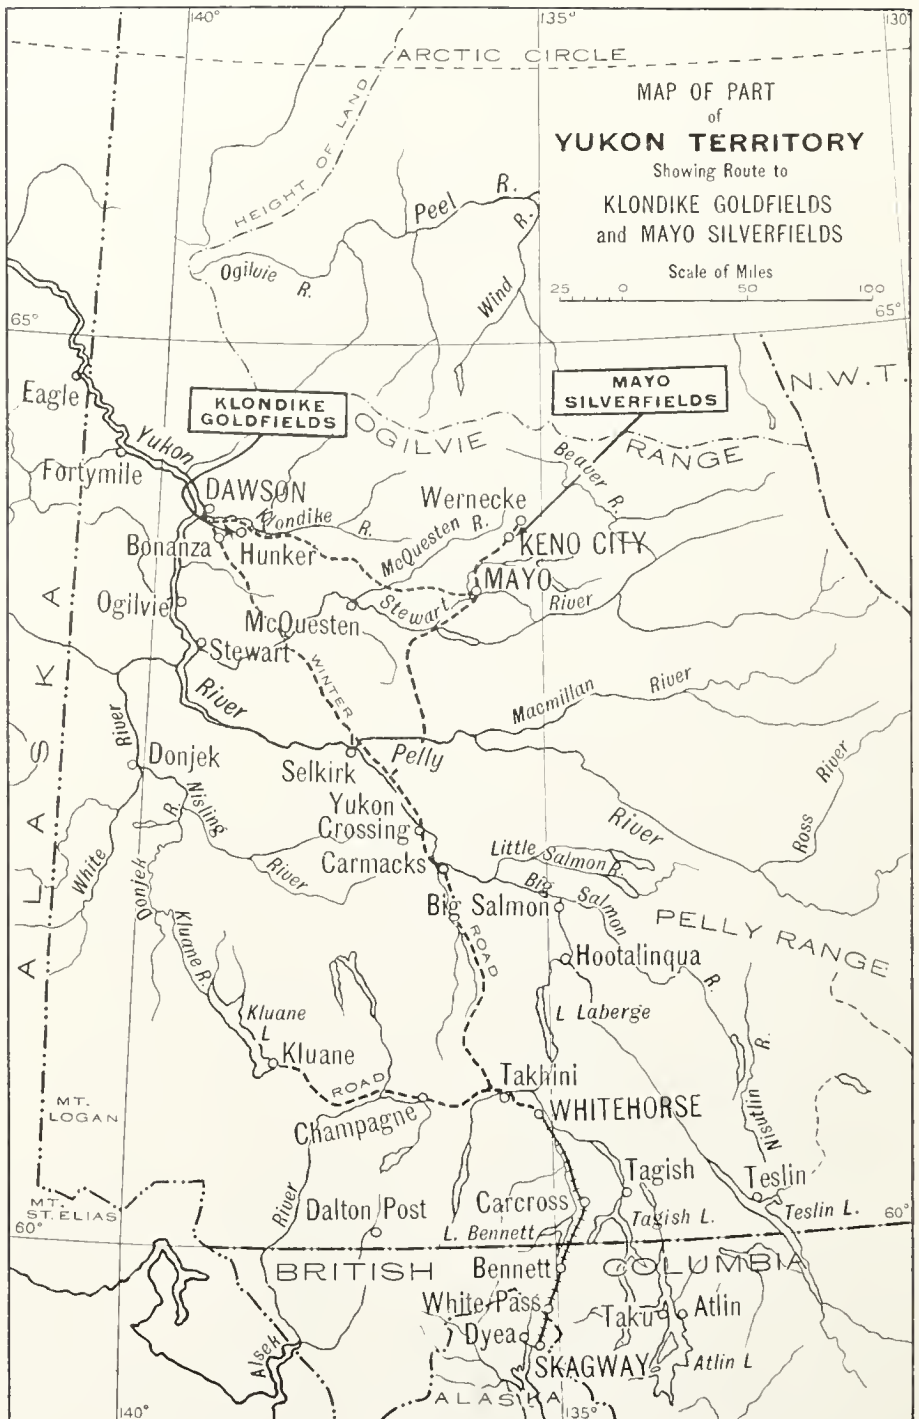 140°
135°
130°
ARCTIC CIRCLE
MAP OF PART
of
YUKON TERRITORY
Showing Route to
KLONDIKE GOLDFIELDS
and MAYO SILVERFIELDS
Scale of Miles
25 0 50 100
HEIGHT OF LAND
Peel R.
R.
Wind
Ogilvie R.
65°
65°
Eagle
KLONDIKE
GOLDFIELDS
MAYO
SILVERFIELDS
N.W.T.
Yukon
OGILVIE RANGE
Fortymile
Beaver R.
DAWSON
Wernecke
Klondike R.
Bonanza
Hunker
McQuesten R.
KENO CITY
MAYO
Ogilvie
McQuesten
Stewart River
Stewart
ALASKA
WINTER
River
Macmillan River
River
Donjek
Selkirk
Pelly
River
Ross River
Nisling
R.
River
Yukon
Crossing
White
Donjek
Carmacks
Little Salmon R.
Big Salmon
Big Salmon
R.
ROAD
PELLY RANGE
Kluane R.
Hootalinqua
Kluane
L
L Laberge
Kluane
R.
Nisutlin
ROAD
Takhini
MT.
LOGAN
Champagne
WHITEHORSE
Tagish
Teslin
MT.
ST. ELIAS
River
Dalton Post
Carcross
Tagish L.
Teslin L.
60°
60°
L. Bennett
BRITISH COLUMBIA
Bennett
White Pass
Taku
Atlin
Dyea
Alsek
SKAGWAY
Atlin L
ALASKA
140°
135°